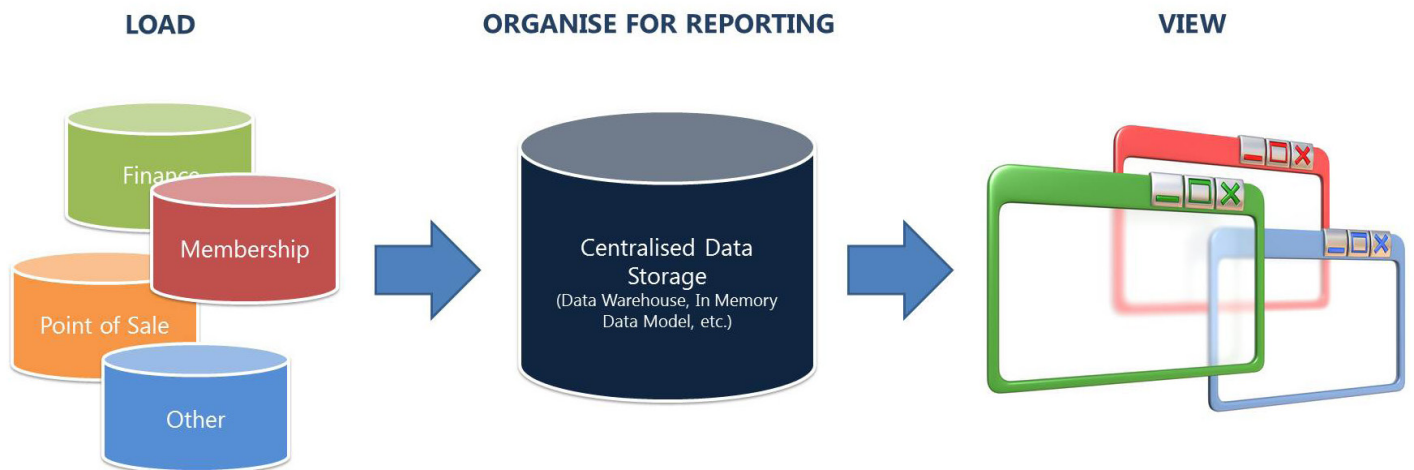 LOAD
ORGANISE FOR REPORTING
VIEW
Finance
Membership
Point of Sale
Other
Centralised Data
Storage
(Data Warehouse, In Memory
Data Model, etc.)